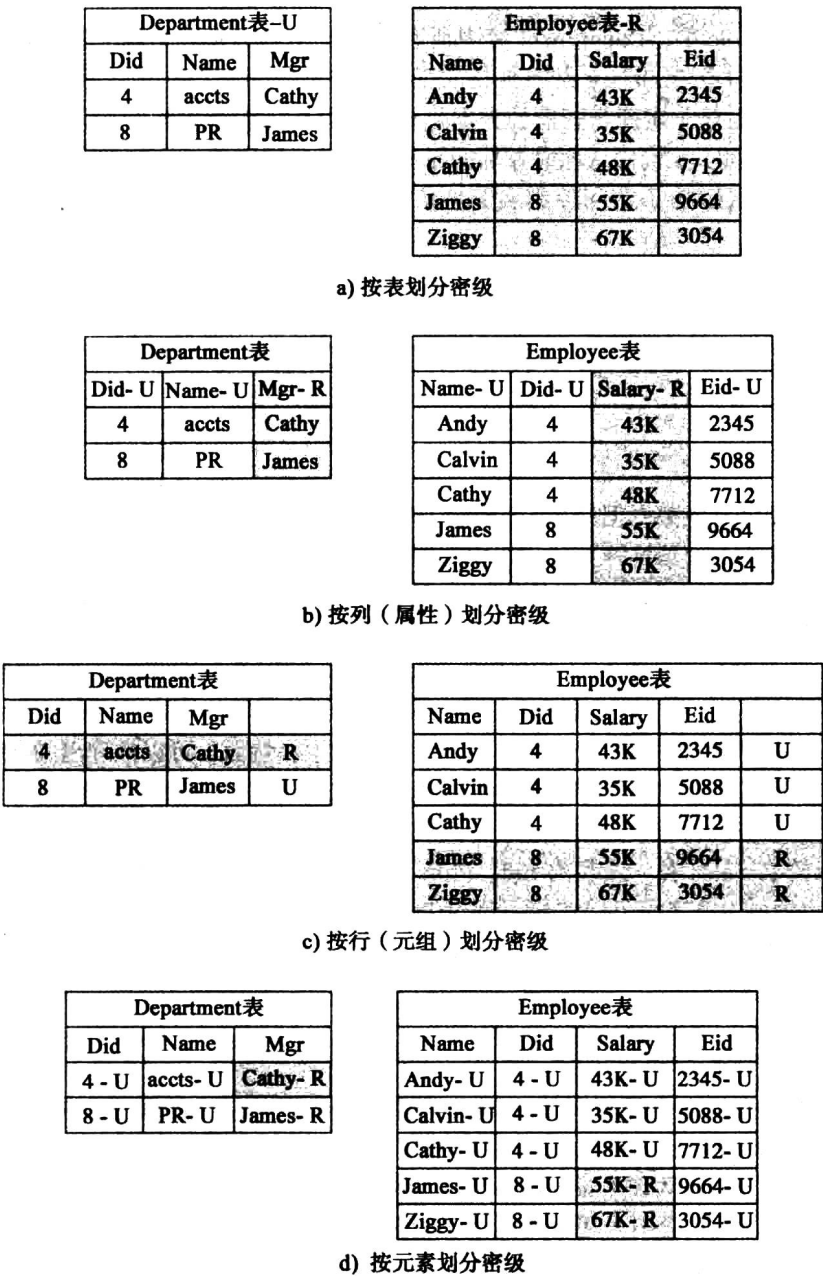 Department表–U
Did Name Mgr
4 accts Cathy
8 PR James
Employee表-R
Name Did Salary Eid
Andy 4 43K 2345
Calvin 4 35K 5088
Cathy 4 48K 7712
James 8 55K 9664
Ziggy 8 67K 3054
a) 按表划分密级
Department表
Did- U Name- U Mgr- R
4 accts Cathy
8 PR James
Employee表
Name- U Did- U Salary- R Eid- U
Andy 4 43K 2345
Calvin 4 35K 5088
Cathy 4 48K 7712
James 8 55K 9664
Ziggy 8 67K 3054
b) 按列（属性）划分密级
Department表
Did Name Mgr
4 accts Cathy R
8 PR James U
Employee表
Name Did Salary Eid
Andy 4 43K 2345 U
Calvin 4 35K 5088 U
Cathy 4 48K 7712 U
James 8 55K 9664 R
Ziggy 8 67K 3054 R
c) 按行（元组）划分密级
Department表
Did Name Mgr
4 - U accts- U Cathy- R
8 - U PR- U James- R
Employee表
Name Did Salary Eid
Andy- U 4 - U 43K- U 2345- U
Calvin- U 4 - U 35K- U 5088- U
Cathy- U 4 - U 48K- U 7712- U
James- U 8 - U 55K- R 9664- U
Ziggy- U 8 - U 67K- R 3054- U
d) 按元素划分密级